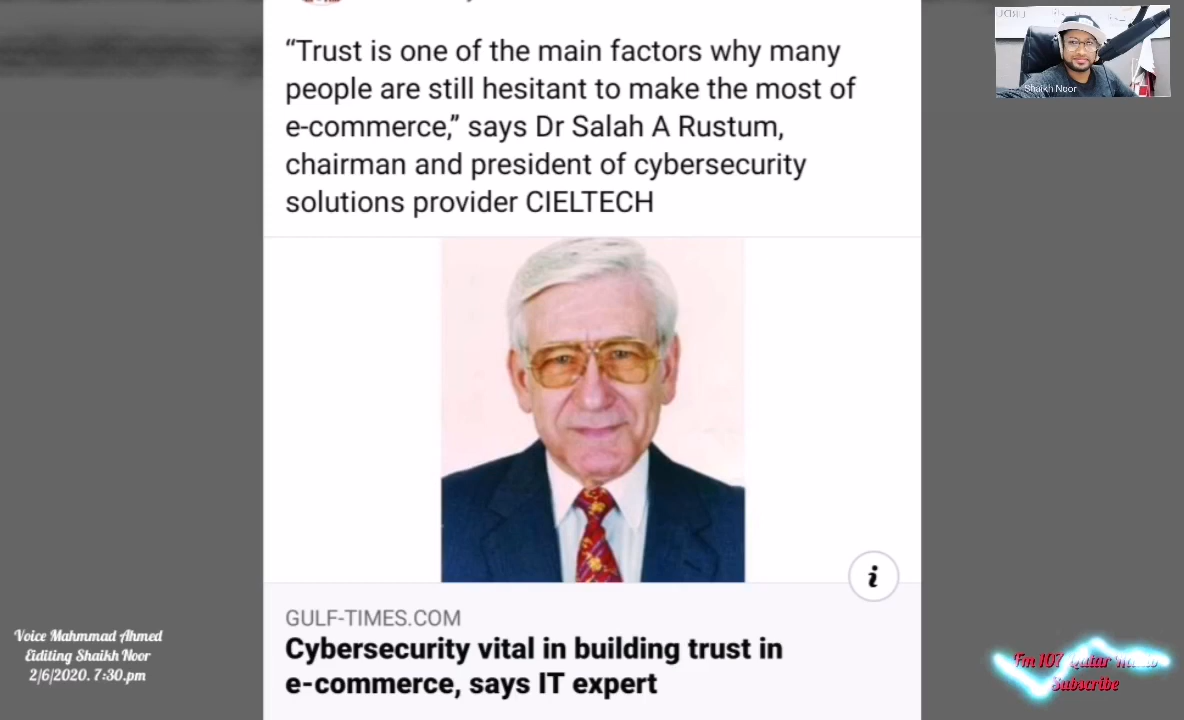 “Trust is one of the main factors why many
people are still hesitant to make the most of
e-commerce,” says Dr Salah A Rustum,
chairman and president of cybersecurity
solutions provider CIELTECH
Shaikh Noor
i
GULF-TIMES.COM
Cybersecurity vital in building trust in
e-commerce, says IT expert
Voice Mahmmad Ahmed
Eiditing Shaikh Noor
2/6/2020. 7:30.pm
Fm 107 Qatar
Subscribe